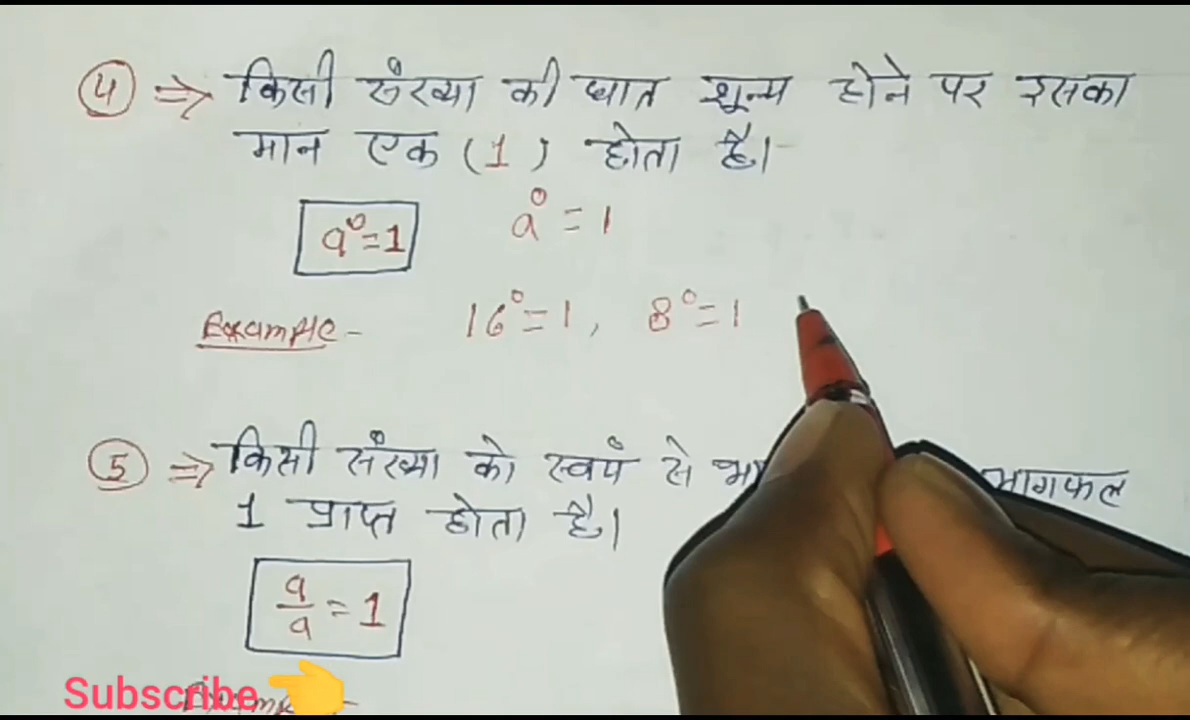 4 ⇒ किसी संख्या की घात शून्य होने पर इसका
मान एक (1) होता है।
a⁰=1 a⁰ = 1
Example - 16⁰=1, 8⁰=1
5 ⇒ किसी संख्या को स्वयं से भागफल
1 प्राप्त होता है।
a/a = 1
Subscribe